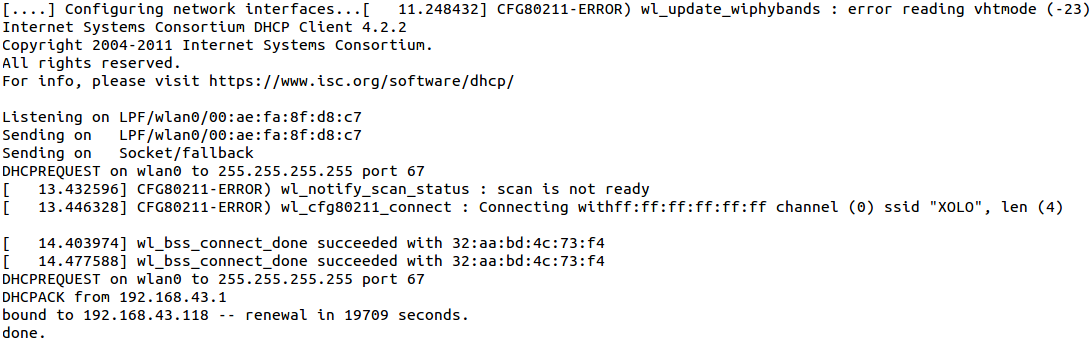 [....] Configuring network interfaces...[   11.248432] CFG80211-ERROR) wl_update_wiphybands : error reading vhtmode (-23)
Internet Systems Consortium DHCP Client 4.2.2
Copyright 2004-2011 Internet Systems Consortium.
All rights reserved.
For info, please visit https://www.isc.org/software/dhcp/

Listening on LPF/wlan0/00:ae:fa:8f:d8:c7
Sending on   LPF/wlan0/00:ae:fa:8f:d8:c7
Sending on   Socket/fallback
DHCPREQUEST on wlan0 to 255.255.255.255 port 67
[   13.432596] CFG80211-ERROR) wl_notify_scan_status : scan is not ready
[   13.446328] CFG80211-ERROR) wl_cfg80211_connect : Connecting withff:ff:ff:ff:ff:ff channel (0) ssid "XOLO", len (4)

[   14.403974] wl_bss_connect_done succeeded with 32:aa:bd:4c:73:f4
[   14.477588] wl_bss_connect_done succeeded with 32:aa:bd:4c:73:f4
DHCPREQUEST on wlan0 to 255.255.255.255 port 67
DHCPACK from 192.168.43.1
bound to 192.168.43.118 -- renewal in 19709 seconds.
done.